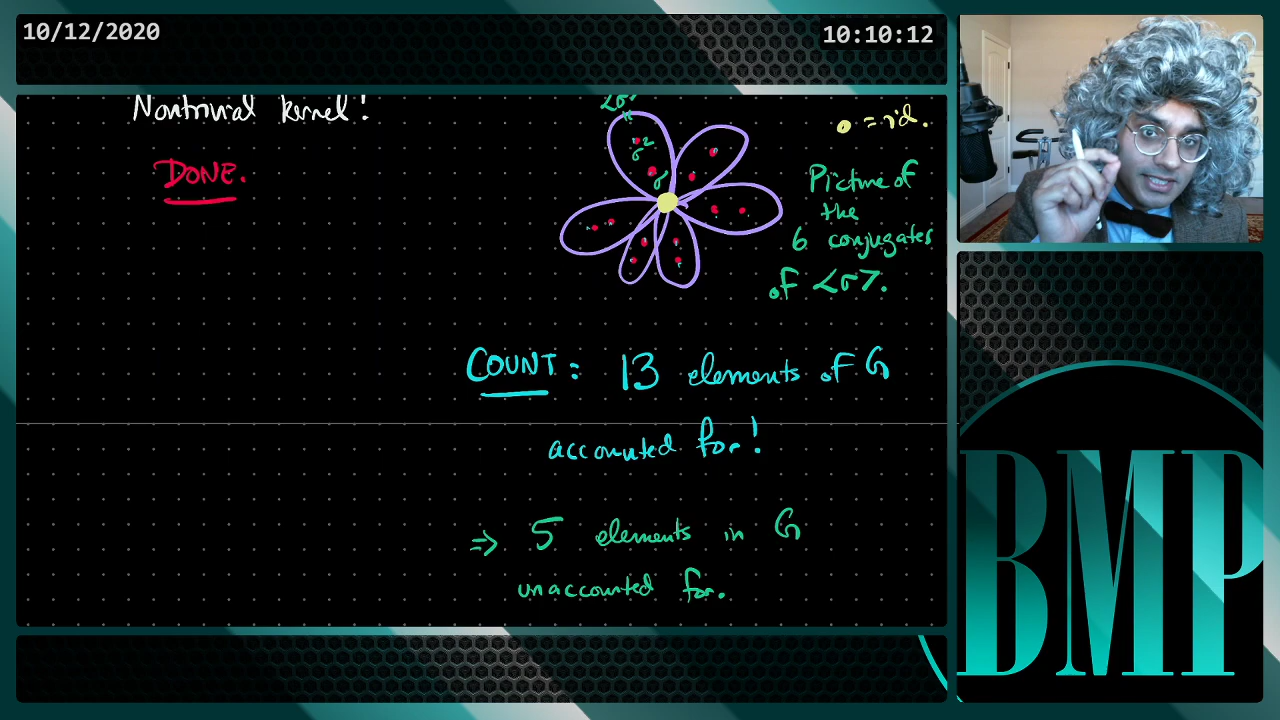 10/12/2020
10:10:12
Nontrivial kernel!
DONE.
σ²
σ
= id.
Picture of
the
6 conjugates
of <σ>.
COUNT: 13 elements of G
accounted for!
⇒ 5 elements in G
unaccounted for.
BMP